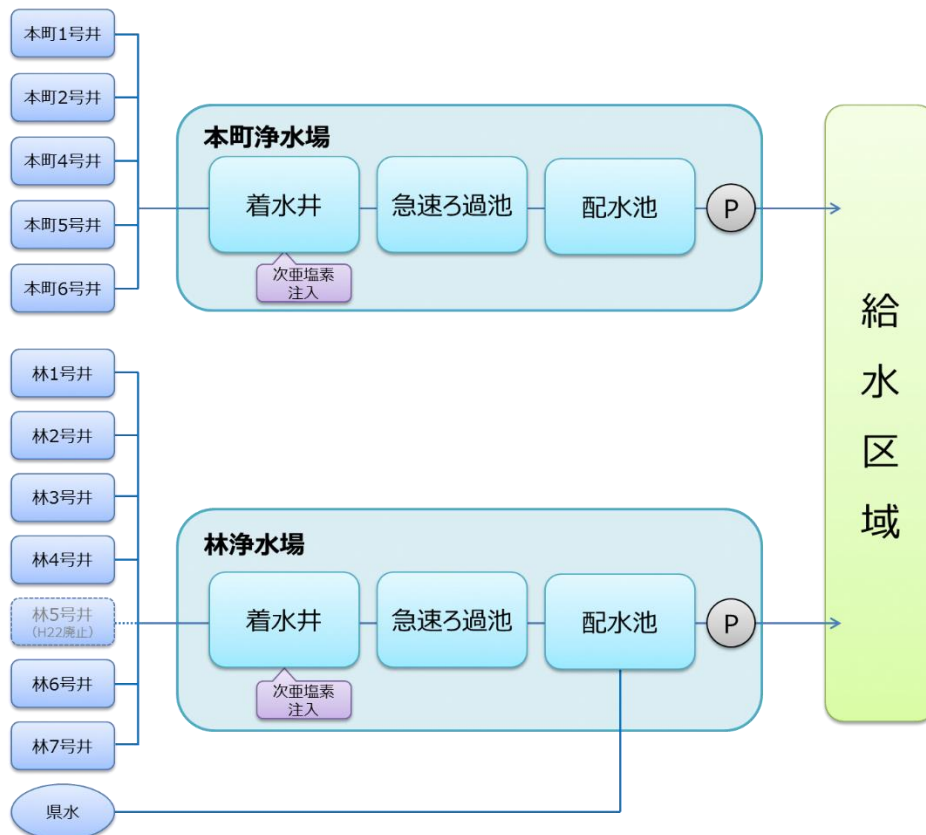 本町1号井
本町2号井
本町4号井
本町5号井
本町6号井
本町浄水場
着水井
急速ろ過池
配水池
P
次亜塩素
注入
林1号井
林2号井
林3号井
林4号井
林5号井
(H22廃止)
林6号井
林7号井
県水
林浄水場
着水井
急速ろ過池
配水池
P
次亜塩素
注入
給水区域